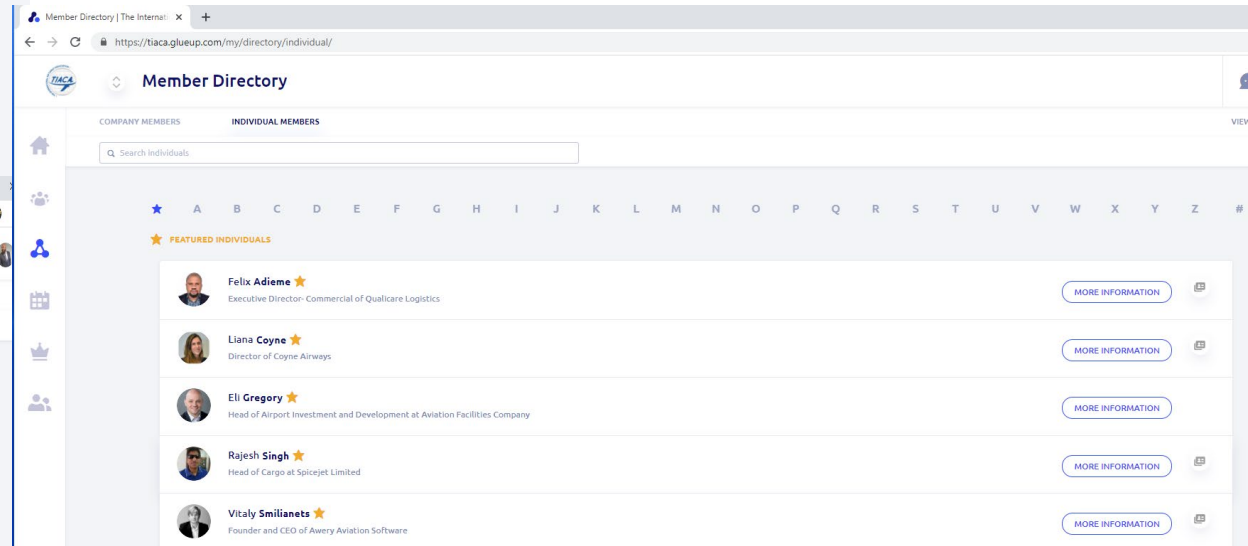 Member Directory | The Internati
https://tiaca.glueup.com/my/directory/individual/
TIACA
Member Directory
COMPANY MEMBERS INDIVIDUAL MEMBERS VIEW
Search individuals
A B C D E F G H I J K L M N O P Q R S T U V W X Y Z #
FEATURED INDIVIDUALS
Felix Adieme
Executive Director- Commercial of Qualicare Logistics
MORE INFORMATION
Liana Coyne
Director of Coyne Airways
MORE INFORMATION
Eli Gregory
Head of Airport Investment and Development at Aviation Facilities Company
MORE INFORMATION
Rajesh Singh
Head of Cargo at Spicejet Limited
MORE INFORMATION
Vitaly Smilianets
Founder and CEO of Awery Aviation Software
MORE INFORMATION